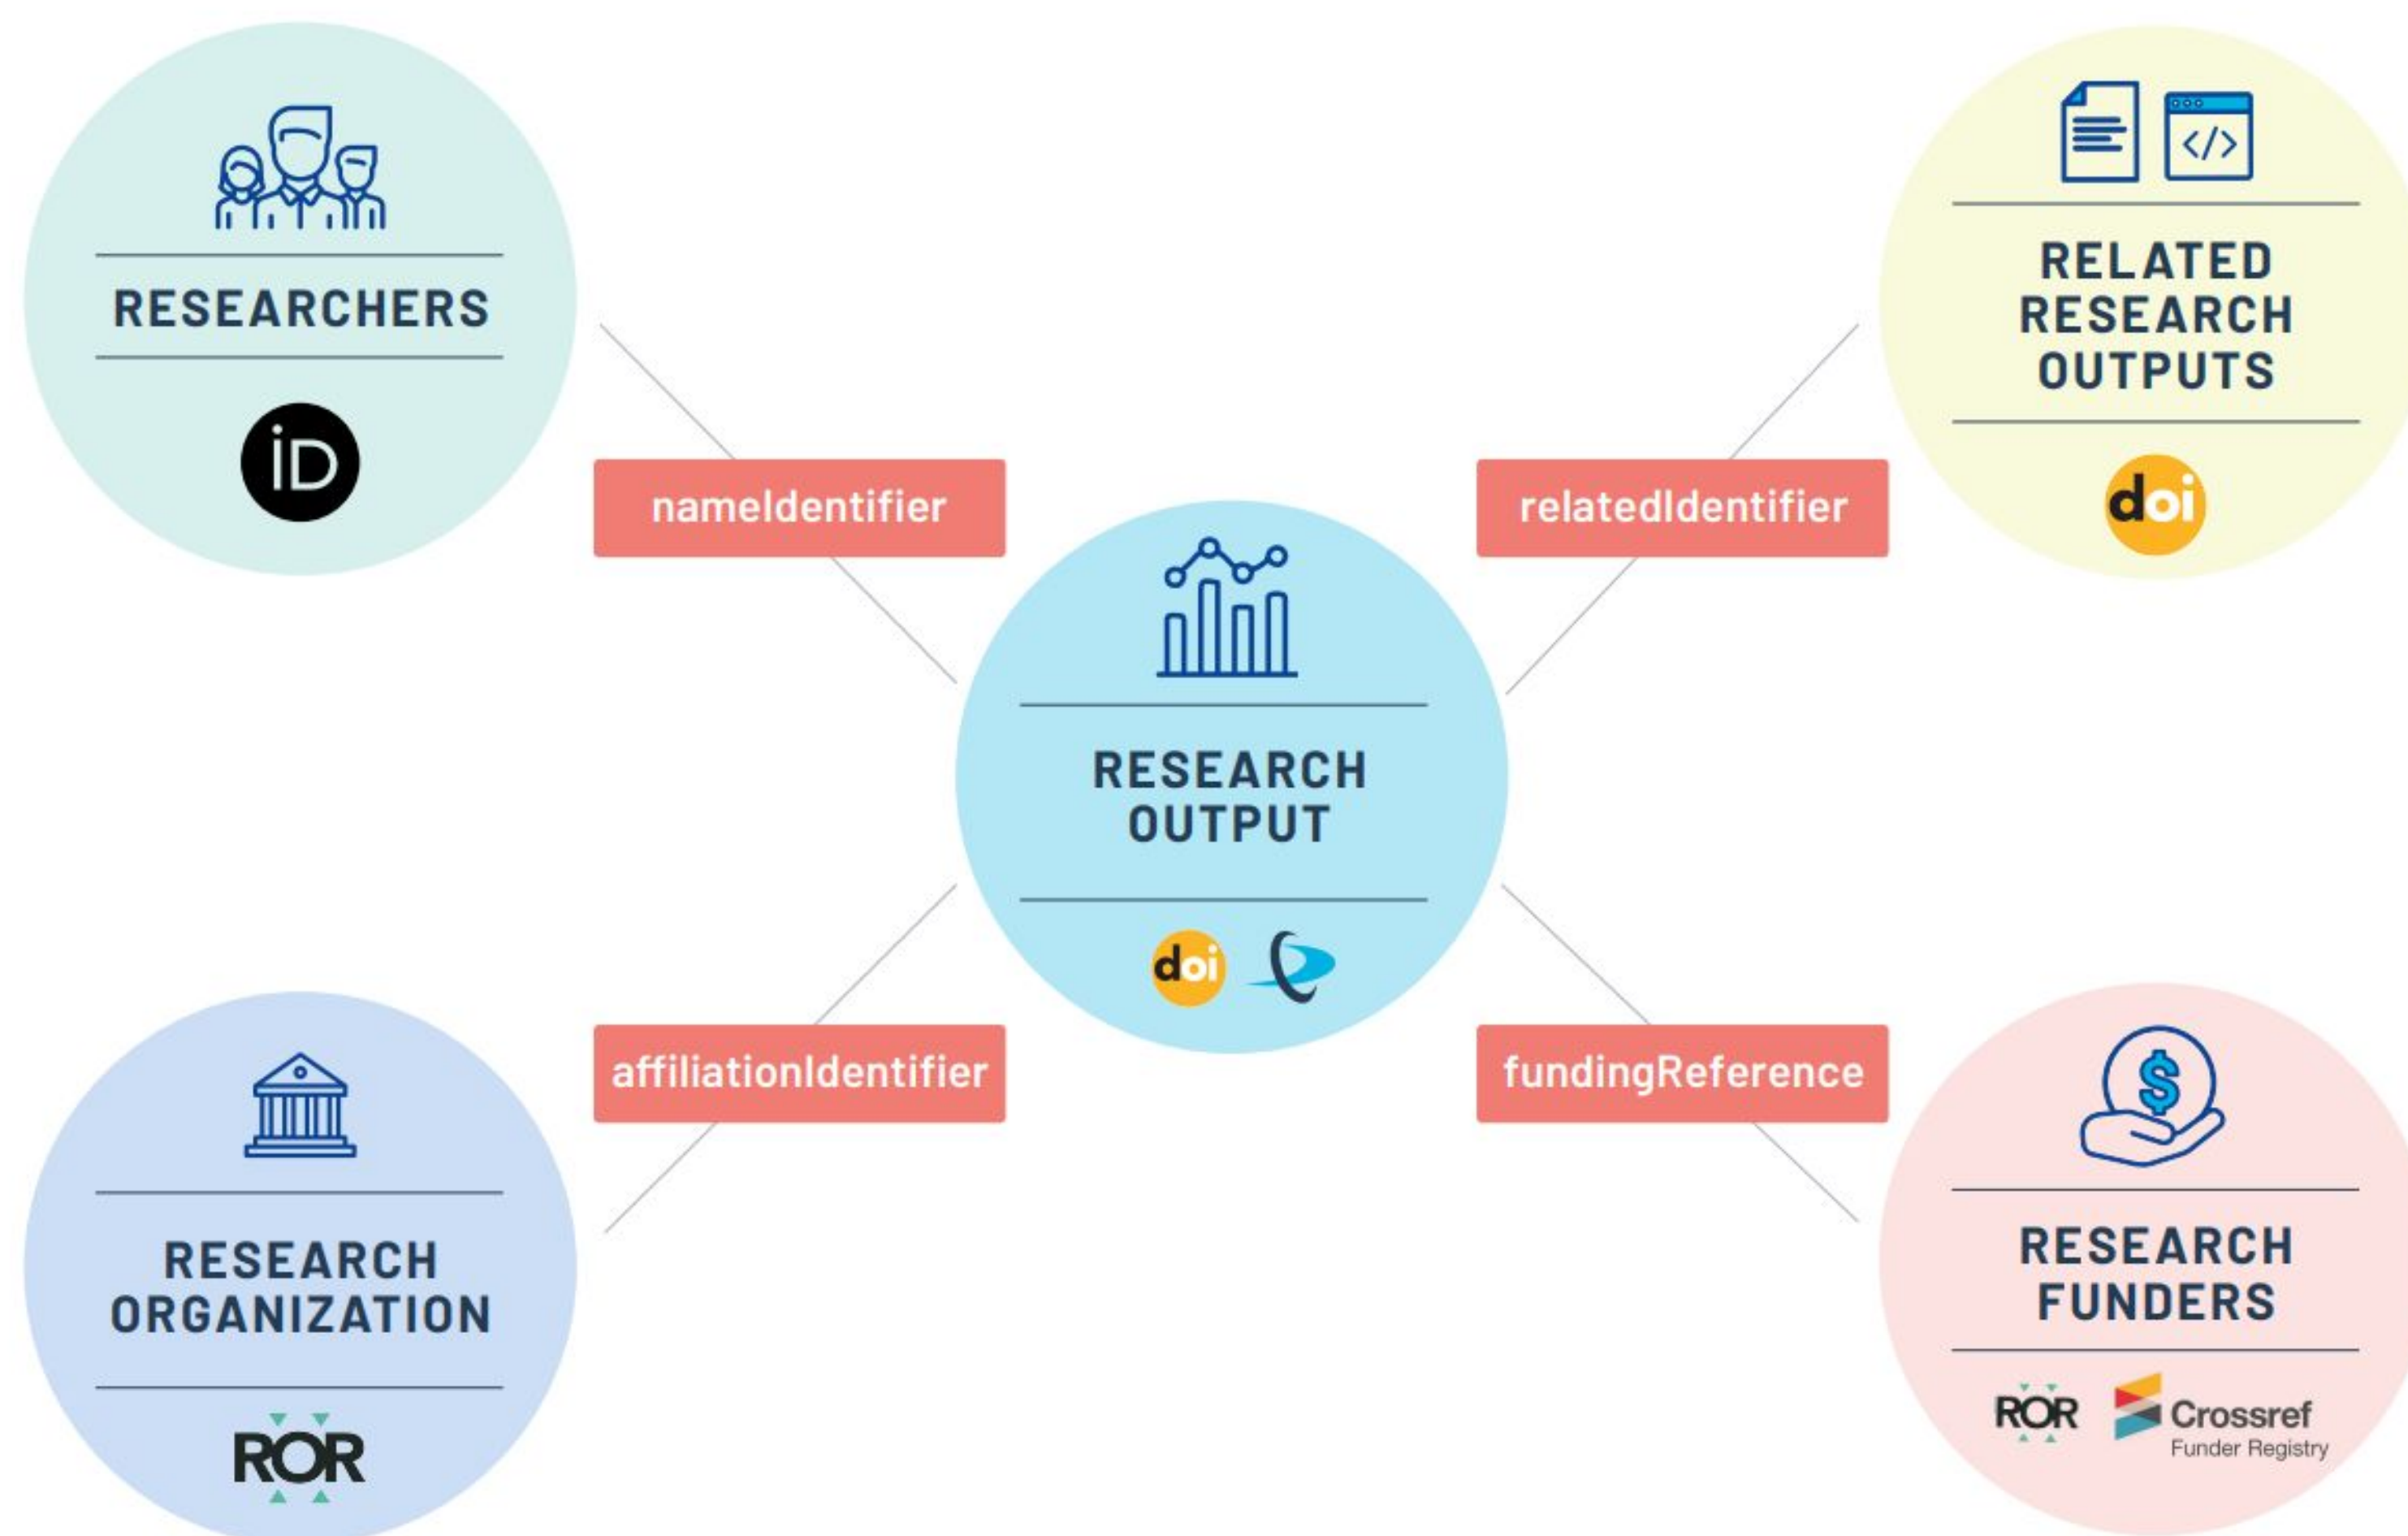 RESEARCHERS
iD
nameIdentifier
RELATED
RESEARCH
OUTPUTS
doi
relatedIdentifier
</>
RESEARCH
OUTPUT
doi
affiliationIdentifier
fundingReference
RESEARCH
ORGANIZATION
ROR
$
RESEARCH
FUNDERS
ROR
Crossref
Funder Registry